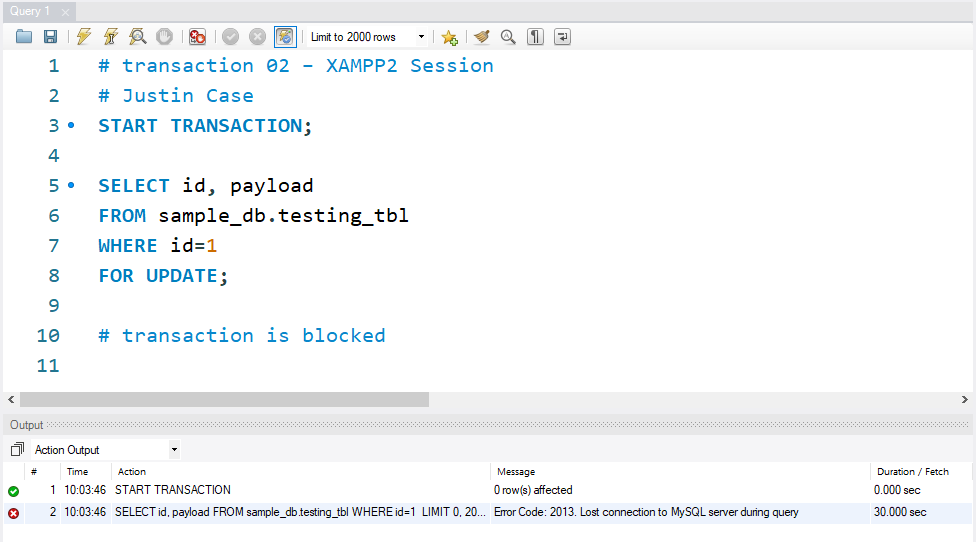 Query 1
Limit to 2000 rows
1 # transaction 02 – XAMPP2 Session
2 # Justin Case
3 START TRANSACTION;
4
5 SELECT id, payload
6 FROM sample_db.testing_tbl
7 WHERE id=1
8 FOR UPDATE;
9
10 # transaction is blocked
11
Output
Action Output
# Time Action Message Duration / Fetch
1 10:03:46 START TRANSACTION 0 row(s) affected 0.000 sec
2 10:03:46 SELECT id, payload FROM sample_db.testing_tbl WHERE id=1 LIMIT 0, 20... Error Code: 2013. Lost connection to MySQL server during query 30.000 sec